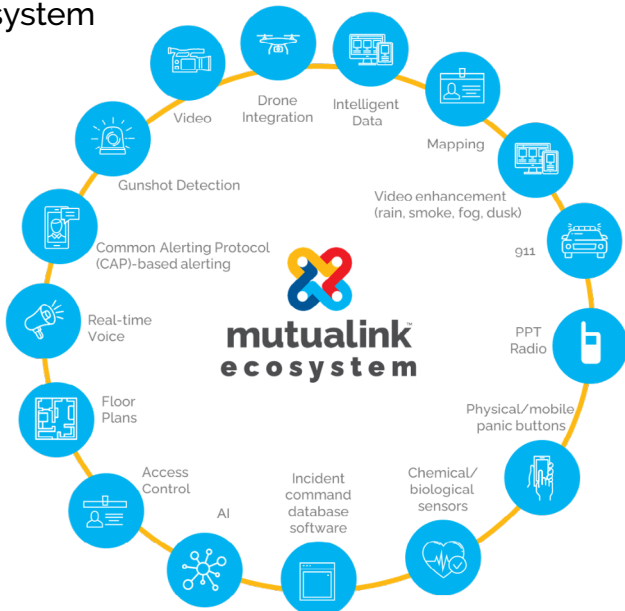 system
Video
Drone
Integration
Intelligent
Data
Mapping
Video enhancement
(rain, smoke, fog, dusk)
911
PPT
Radio
Physical/mobile
panic buttons
Chemical/
biological
sensors
Incident
command
database
software
AI
Access
Control
Floor
Plans
Real-time
Voice
Common Alerting Protocol
(CAP)-based alerting
Gunshot Detection
mutualink™
ecosystem